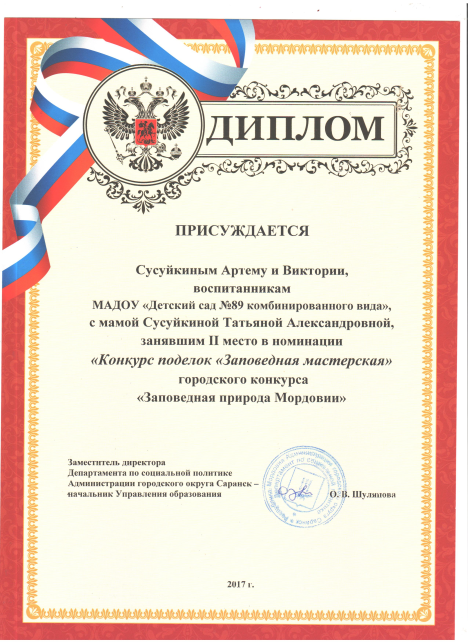 ДИПЛОМ
ПРИСУЖДАЕТСЯ
Сусуйкиным Артему и Виктории,
воспитанникам
МАДОУ «Детский сад №89 комбинированного вида»,
с мамой Сусуйкиной Татьяной Александровной,
занявшим II место в номинации
«Конкурс поделок «Заповедная мастерская»
городского конкурса
«Заповедная природа Мордовии»
Заместитель директора
Департамента по социальной политике
Администрации городского округа Саранск –
начальник Управления образования
О. В. Шулянова
2017 г.